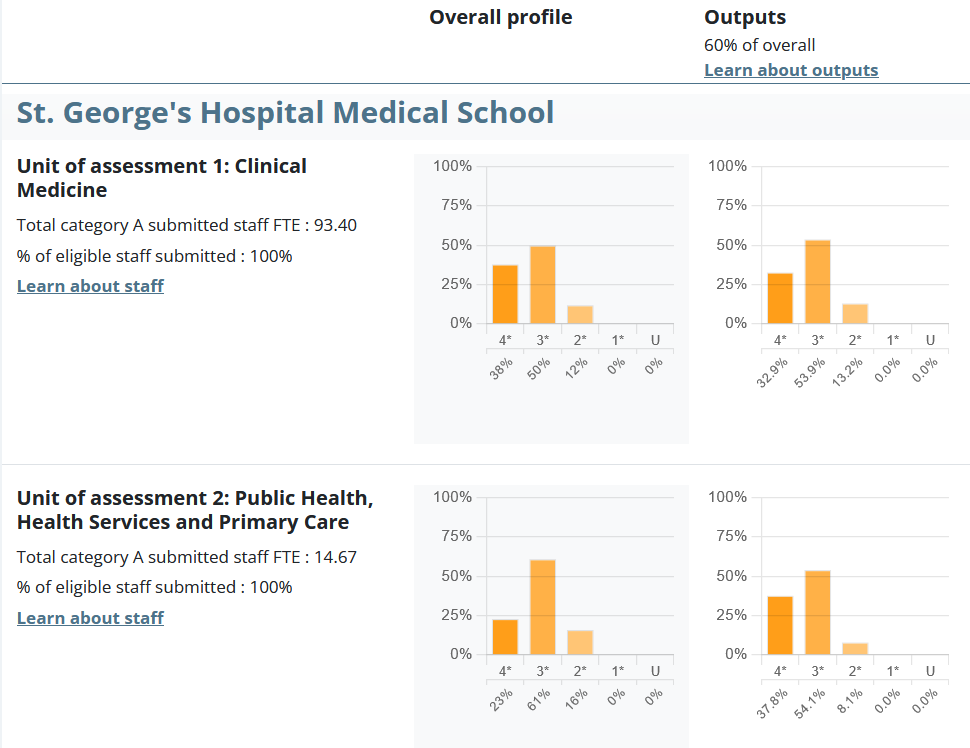 Overall profile
Outputs
60% of overall
Learn about outputs
St. George's Hospital Medical School
Unit of assessment 1: Clinical
Medicine
Total category A submitted staff FTE : 93.40
% of eligible staff submitted : 100%
Learn about staff
100%
75%
50%
25%
0%
4* 3* 2* 1* U
38% 50% 12% 0% 0%
100%
75%
50%
25%
0%
4* 3* 2* 1* U
32.9% 53.9% 13.2% 0.0% 0.0%
Unit of assessment 2: Public Health,
Health Services and Primary Care
Total category A submitted staff FTE : 14.67
% of eligible staff submitted : 100%
Learn about staff
100%
75%
50%
25%
0%
4* 3* 2* 1* U
23% 61% 16% 0% 0%
100%
75%
50%
25%
0%
4* 3* 2* 1* U
37.8% 54.1% 8.1% 0.0% 0.0%